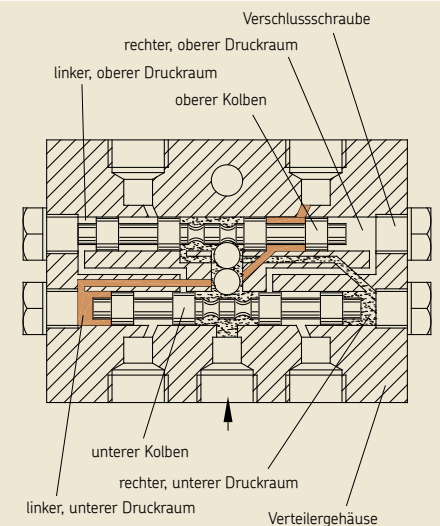 Verschlussschraube
rechter, oberer Druckraum
linker, oberer Druckraum
oberer Kolben
unterer Kolben
rechter, unterer Druckraum
linker, unterer Druckraum
Verteilergehäuse